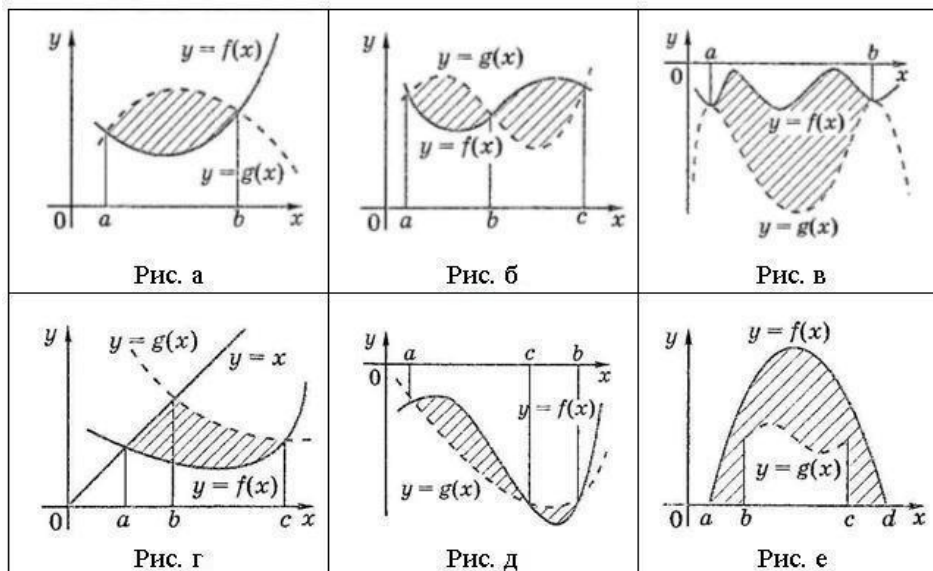 y
y = f(x)
y = g(x)
0
a
b
x
Рис. а
y
y = g(x)
y = f(x)
0
a
b
c
x
Рис. б
y
a
b
0
x
y = f(x)
y = g(x)
Рис. в
y
y = g(x)
y = x
y = f(x)
0
a
b
c
x
Рис. г
y
a
c
b
0
x
y = f(x)
y = g(x)
Рис. д
y
y = f(x)
y = g(x)
0
a
b
c
d
x
Рис. е